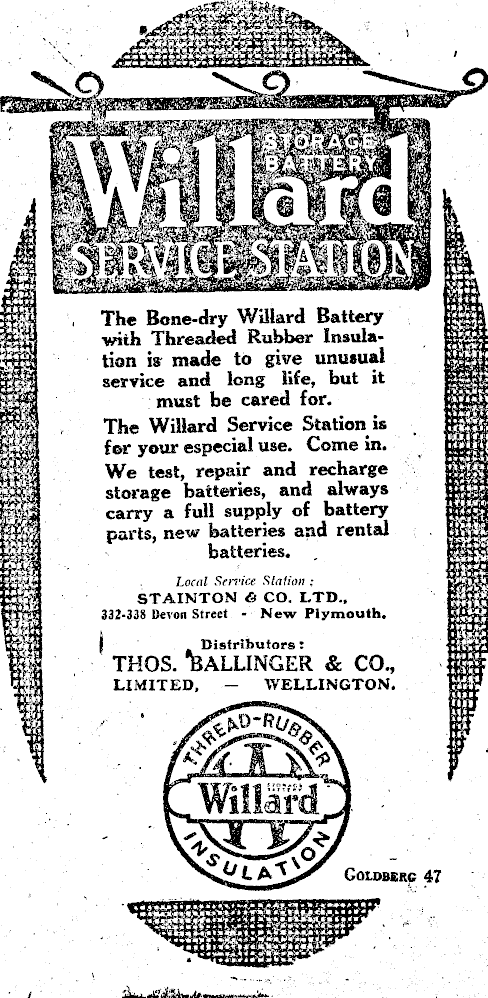 STORAGE
BATTERY
Willard
SERVICE STATION
The Bone-dry Willard Battery
with Threaded Rubber Insula-
tion is made to give unusual
service and long life, but it
must be cared for.
The Willard Service Station is
for your especial use. Come in.
We test, repair and recharge
storage batteries, and always
carry a full supply of battery
parts, new batteries and rental
batteries.
Local Service Station:
STAINTON & CO. LTD.,
332-338 Devon Street - New Plymouth.
Distributors:
THOS. BALLINGER & CO.,
LIMITED, — WELLINGTON.
THREAD-RUBBER
Willard
INSULATION
GOLDBERG 47